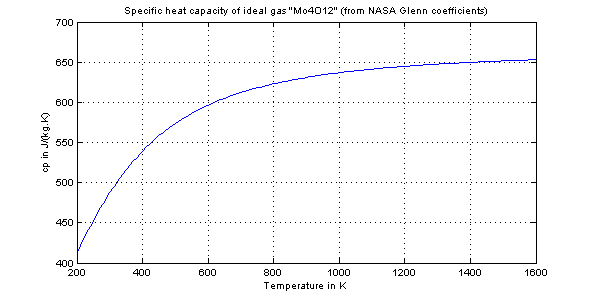 Specific heat capacity of ideal gas "Mo4O12" (from NASA Glenn coefficients)
700
650
600
550
500
450
400
cp in J/(kg.K)
200 400 600 800 1000 1200 1400 1600
Temperature in K